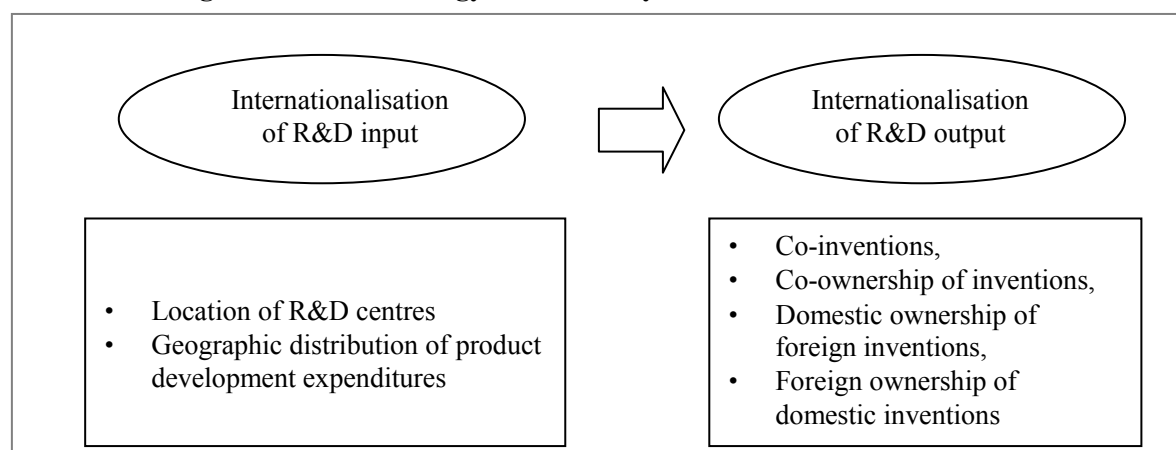 Internationalisation
of R&D input
Internationalisation
of R&D output
• Location of R&D centres
• Geographic distribution of product
development expenditures
• Co-inventions,
• Co-ownership of inventions,
• Domestic ownership of
foreign inventions,
• Foreign ownership of
domestic inventions